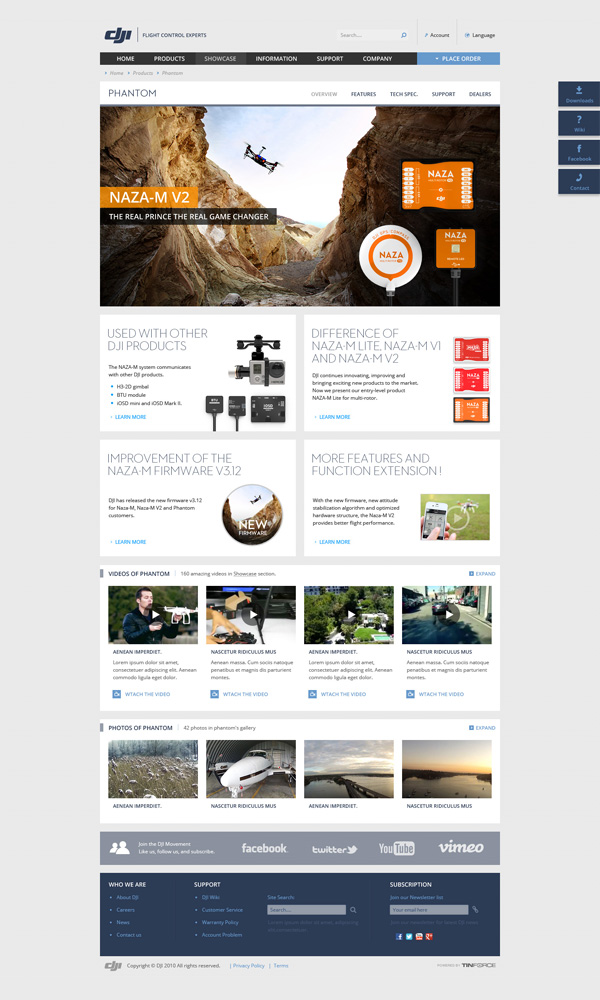 dji FLIGHT CONTROL EXPERTS
Search.... Account Language
HOME PRODUCTS SHOWCASE INFORMATION SUPPORT COMPANY PLACE ORDER
Home Products Phantom
PHANTOM OVERVIEW FEATURES TECH SPEC. SUPPORT DEALERS
Downloads
Wiki
Facebook
Contact
NAZA-M V2
THE REAL PRINCE THE REAL GAME CHANGER
NAZA
NAZA
NAZA
USED WITH OTHER
DJI PRODUCTS
The NAZA-M system communicates
with other DJI products.
H3-2D gimbal
BTU module
iOSD mini and iOSD Mark II.
LEARN MORE
DIFFERENCE OF
NAZA-M LITE, NAZA-M V1
AND NAZA-M V2
DJI continues innovating, improving and
bringing exciting new products to the market.
Now we present our entry-level product
NAZA-M Lite for multi-rotor.
LEARN MORE
IMPROVEMENT OF THE
NAZA-M FIRMWARE V3.12
DJI has released the new firmware v3.12
for Naza-M, Naza-M V2 and Phantom
customers.
NEW
FIRMWARE
LEARN MORE
MORE FEATURES AND
FUNCTION EXTENSION !
With the new firmware, new attitude
stabilization algorithm and optimized
hardware structure, the Naza-M V2
provides better flight performance.
LEARN MORE
VIDEOS OF PHANTOM 160 amazing videos in Showcase section. EXPAND
AENEAN IMPERDIET.
Lorem ipsum dolor sit amet,
consectetuer adipiscing elit. Aenean
commodo ligula eget dolor.
WTACH THE VIDEO
NASCETUR RIDICULUS MUS
Aenean massa. Cum sociis natoque
penatibus et magnis dis parturient
montes.
WTACH THE VIDEO
AENEAN IMPERDIET.
Lorem ipsum dolor sit amet,
consectetuer adipiscing elit. Aenean
commodo ligula eget dolor.
WTACH THE VIDEO
NASCETUR RIDICULUS MUS
Aenean massa. Cum sociis natoque
penatibus et magnis dis parturient
montes.
WTACH THE VIDEO
PHOTOS OF PHANTOM 42 photos in phantom's gallery EXPAND
AENEAN IMPERDIET. NASCETUR RIDICULUS MUS AENEAN IMPERDIET. NASCETUR RIDICULUS MUS
Join the DJI Movement
Like us, follow us, and subscribe.
facebook twitter YouTube vimeo
WHO WE ARE
About DJI
Careers
News
Contact us
SUPPORT
DJI Wiki
Customer Service
Warranty Policy
Account Problem
Site Search:
Search....
Lorem ipsum dolor sit amet, adipiscing
SUBSCRIPTION
Join our Newsletter list
Your email here
dji Copyright © DJI 2010 All rights reserved. | Privacy Policy | Terms
POWERED BY TINFORCE